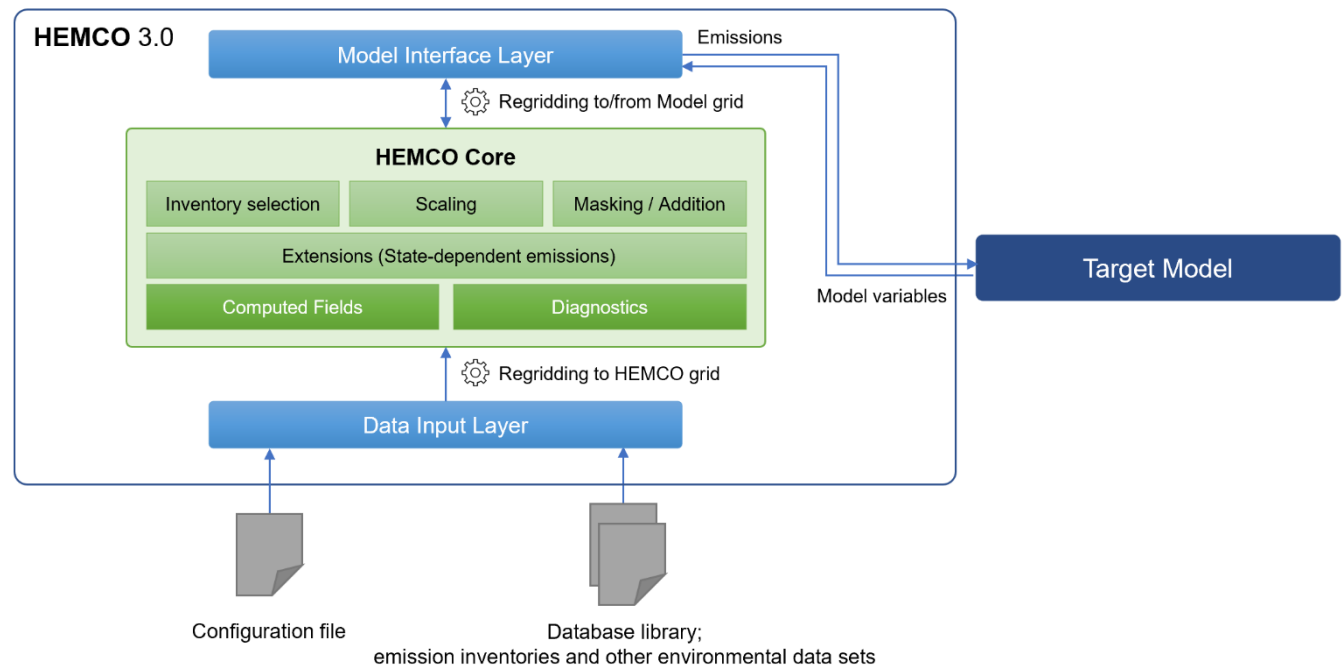 HEMCO 3.0
Model Interface Layer
Emissions
Regridding to/from Model grid
HEMCO Core
Inventory selection
Scaling
Masking / Addition
Extensions (State-dependent emissions)
Computed Fields
Diagnostics
Target Model
Model variables
Regridding to HEMCO grid
Data Input Layer
Configuration file
Database library;
emission inventories and other environmental data sets